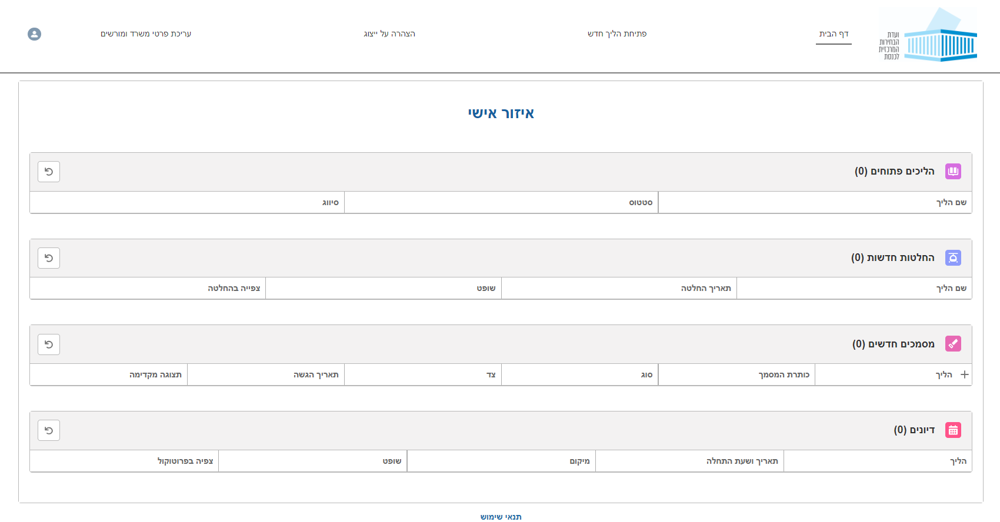 ועדת
הבחירות
המרכזית
לכנסת
דף הבית
פתיחת הליך חדש
הצהרה על ייצוג
עריכת פרטי משרד ומורשים
איזור אישי
הליכים פתוחים (0)
שם הליך סטטוס סיווג
החלטות חדשות (0)
שם הליך תאריך החלטה שופט צפייה בהחלטה
מסמכים חדשים (0)
הליך כותרת המסמך סוג צד תאריך הגשה תצוגה מקדימה
דיונים (0)
הליך תאריך ושעת התחלה מיקום שופט צפיה בפרוטוקול
תנאי שימוש